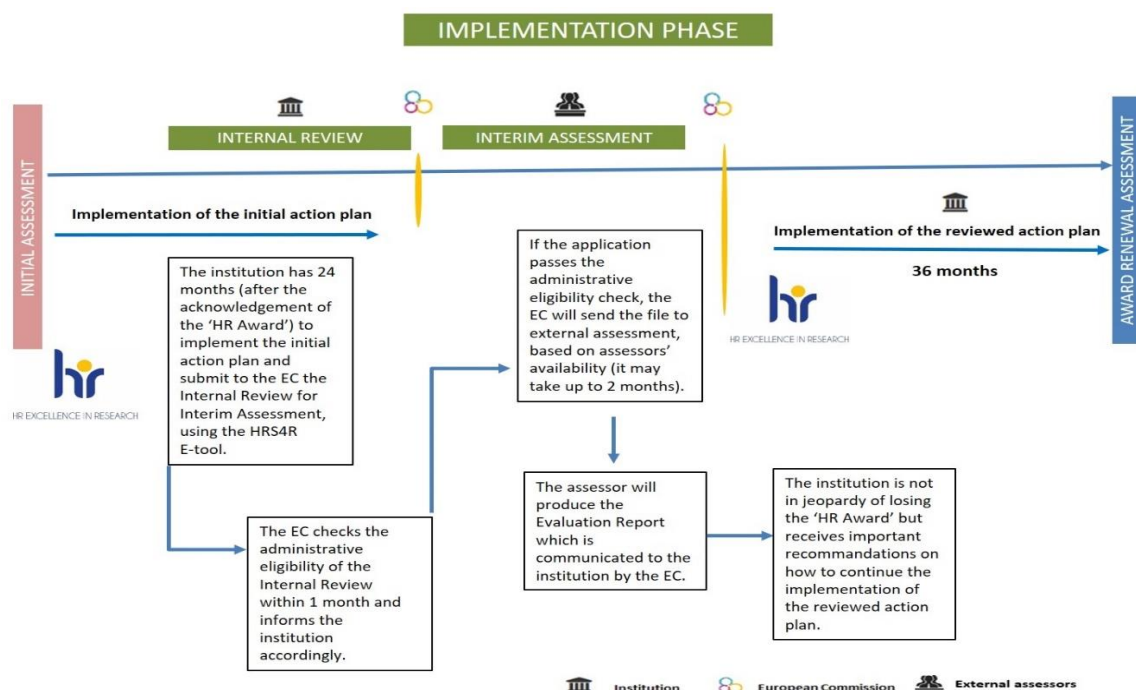 IMPLEMENTATION PHASE
INTERNAL REVIEW
INTERIM ASSESSMENT
INITIAL ASSESSMENT
AWARD RENEWAL ASSESSMENT
Implementation of the initial action plan
Implementation of the reviewed action plan
36 months
hr
HR EXCELLENCE IN RESEARCH
The institution has 24
months (after the
acknowledgement of
the ‘HR Award’) to
implement the initial
action plan and
submit to the EC the
Internal Review for
Interim Assessment,
using the HRS4R
E-tool.
The EC checks the
administrative
eligibility of the
Internal Review
within 1 month and
informs the
institution
accordingly.
If the application
passes the
administrative
eligibility check, the
EC will send the file to
external assessment,
based on assessors’
availability (it may
take up to 2 months).
The assessor will
produce the
Evaluation Report
which is
communicated to the
institution by the EC.
hr
HR EXCELLENCE IN RESEARCH
The institution is not
in jeopardy of losing
the ‘HR Award’ but
receives important
recommandations on
how to continue the
implementation of
the reviewed action
plan.
Institution
European Commission
External assessors